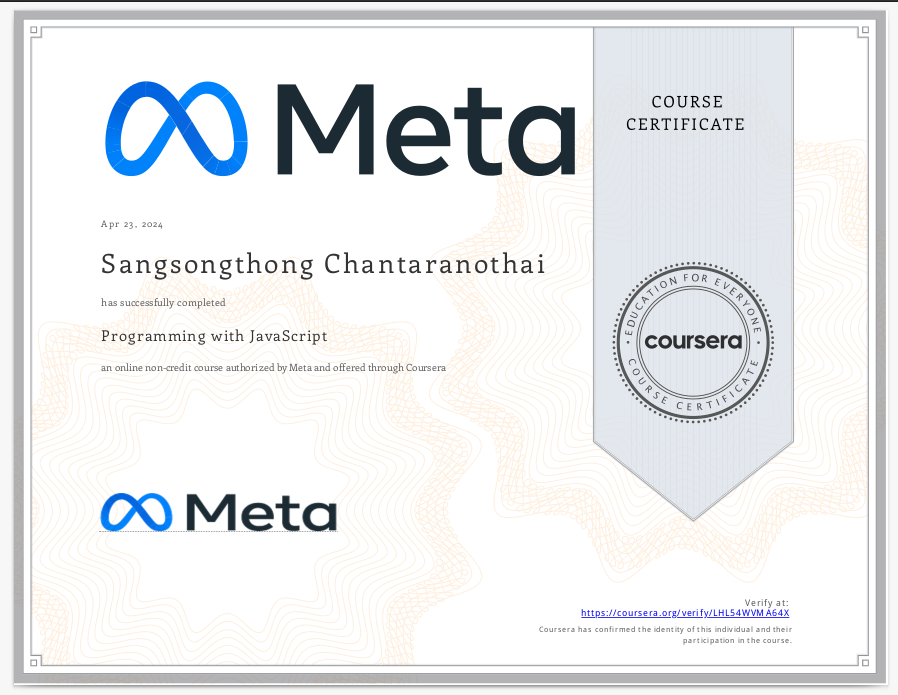 Meta
COURSE
CERTIFICATE
Apr 23, 2024
Sangsongthong Chantaranothai
has successfully completed
Programming with JavaScript
an online non-credit course authorized by Meta and offered through Coursera
EDUCATION FOR EVERYONE
coursera
COURSE CERTIFICATE
Meta
Verify at:
https://coursera.org/verify/LHL54WVMA64X
Coursera has confirmed the identity of this individual and their
participation in the course.